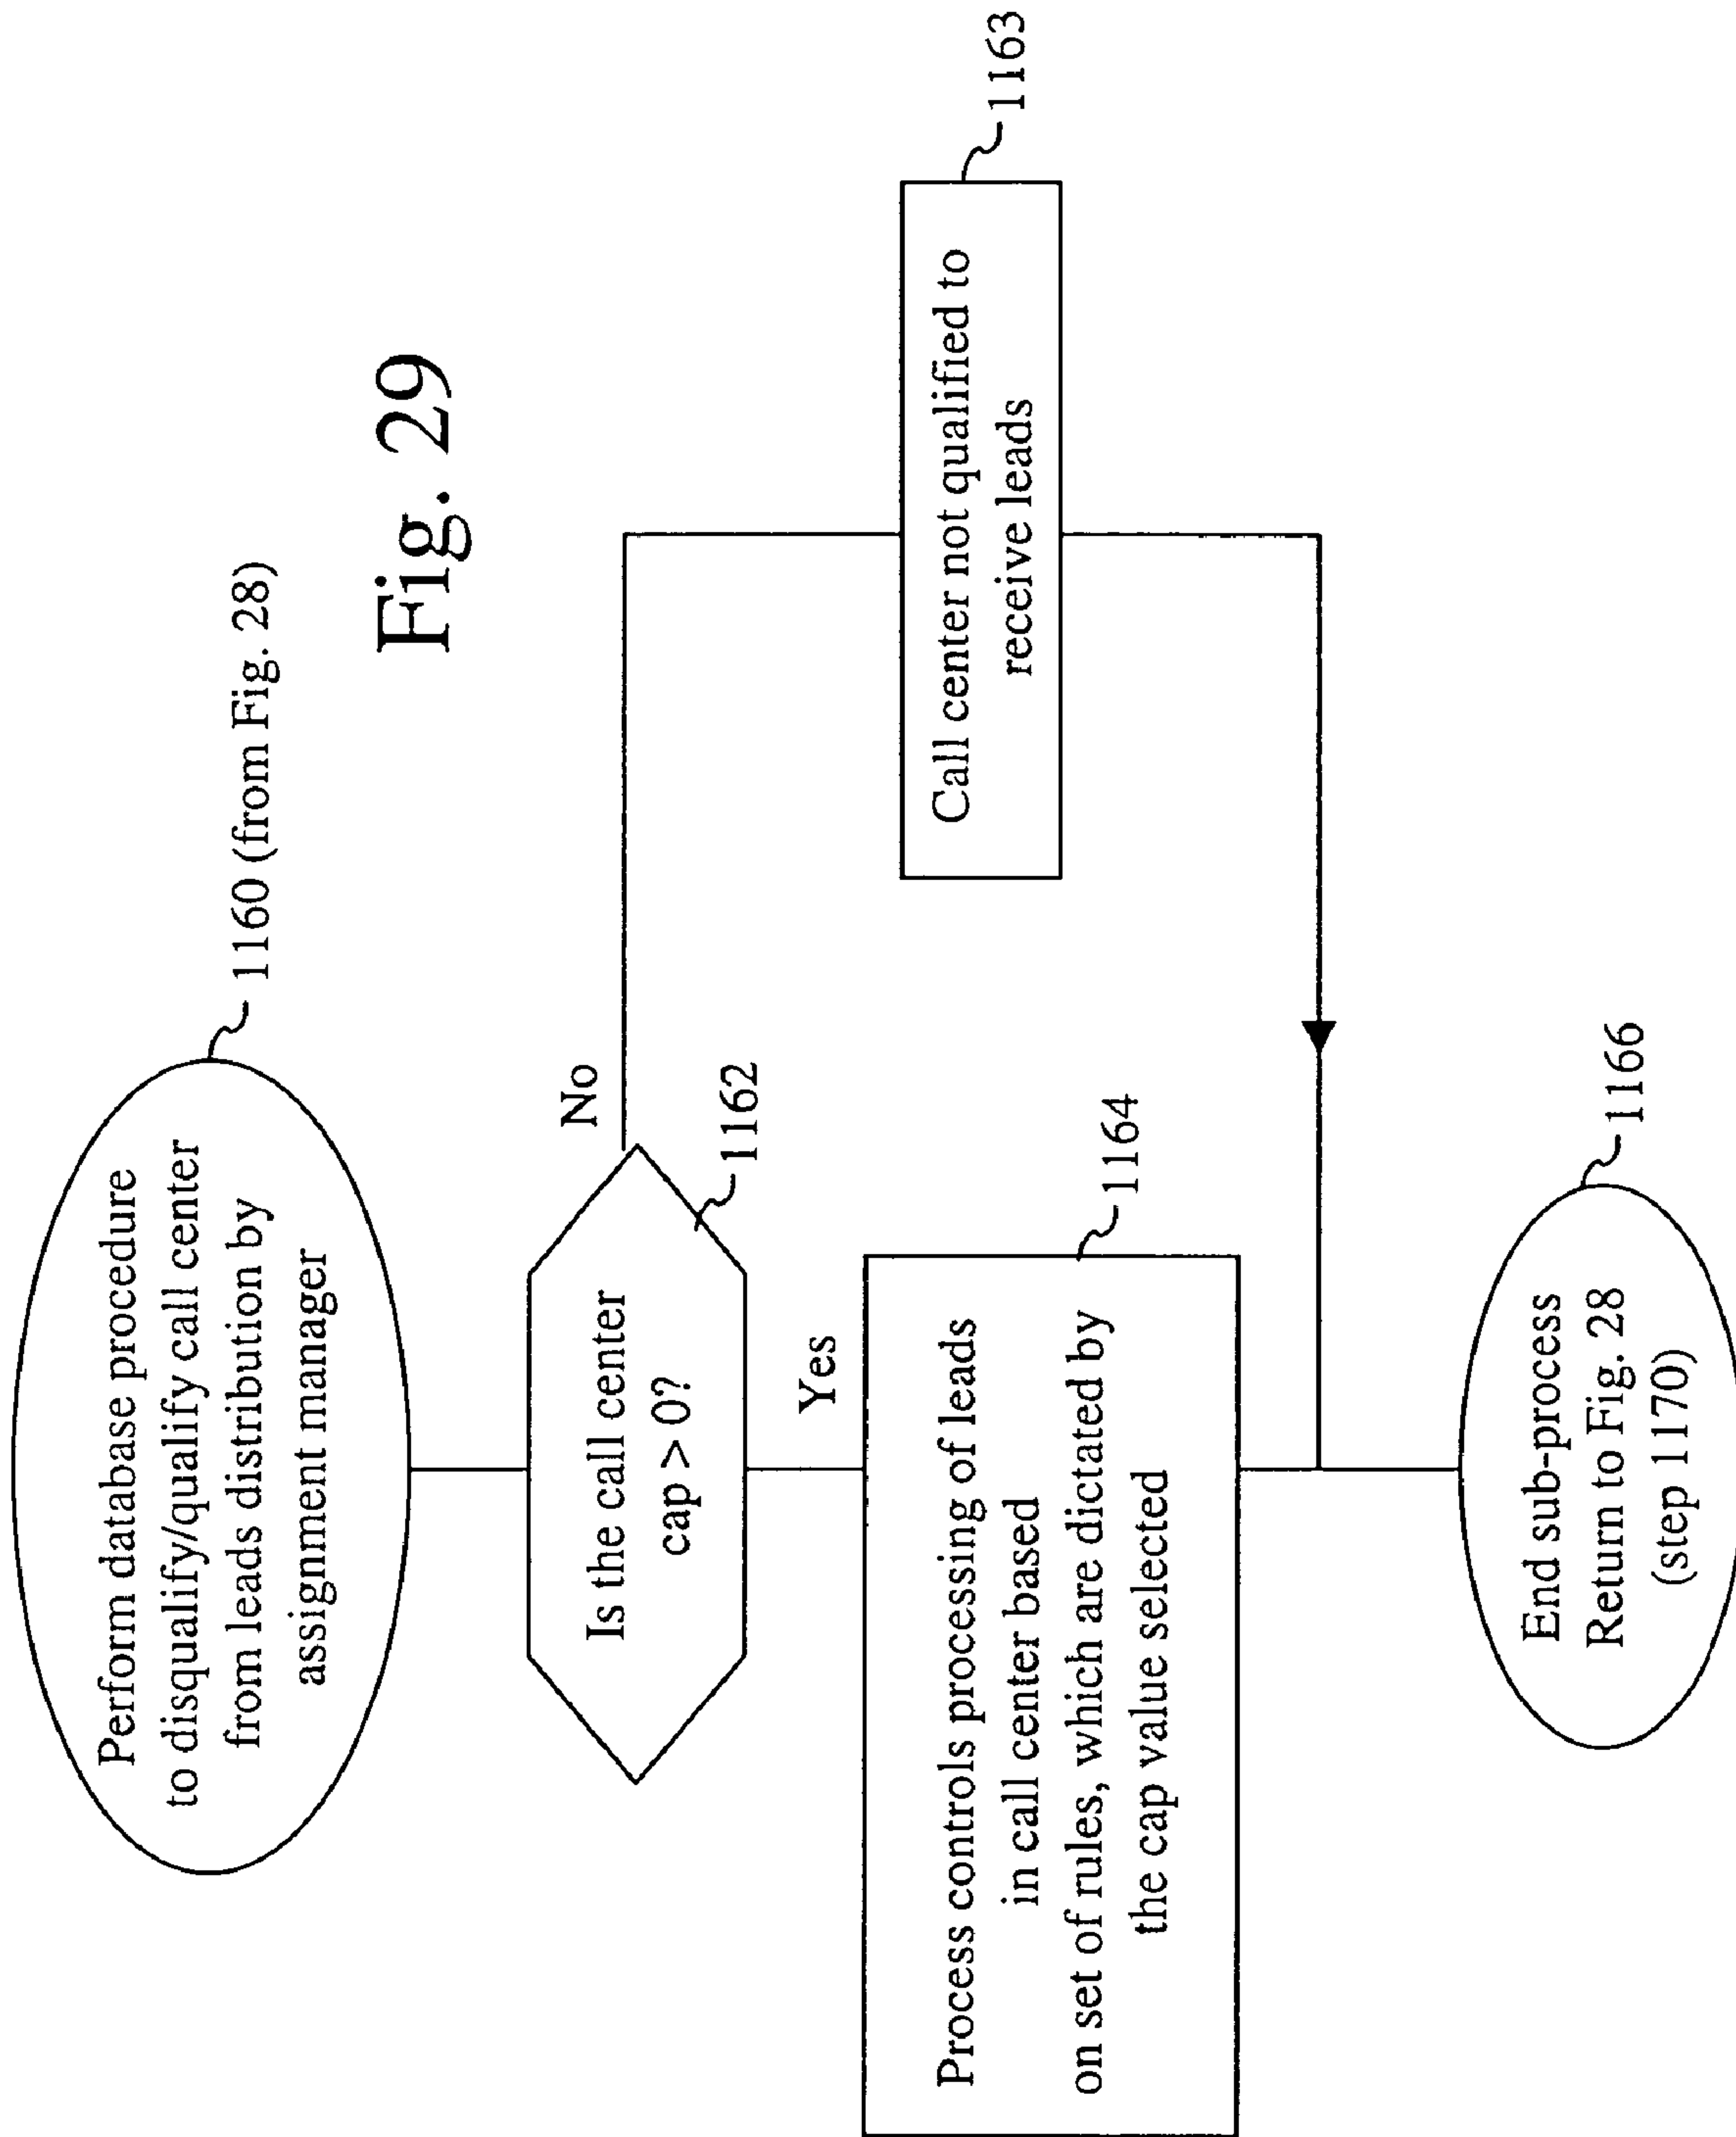 Perform database procedure
to disqualify/qualify call center
from leads distribution by
assignment manager
1160 (from Fig. 28)
Fig. 29
Is the call center
cap > 0?
No
1162
Yes
Call center not qualified to
receive leads
1163
Process controls processing of leads
in call center based
on set of rules, which are dictated by
the cap value selected
1164
End sub-process
Return to Fig. 28
(step 1170)
1166